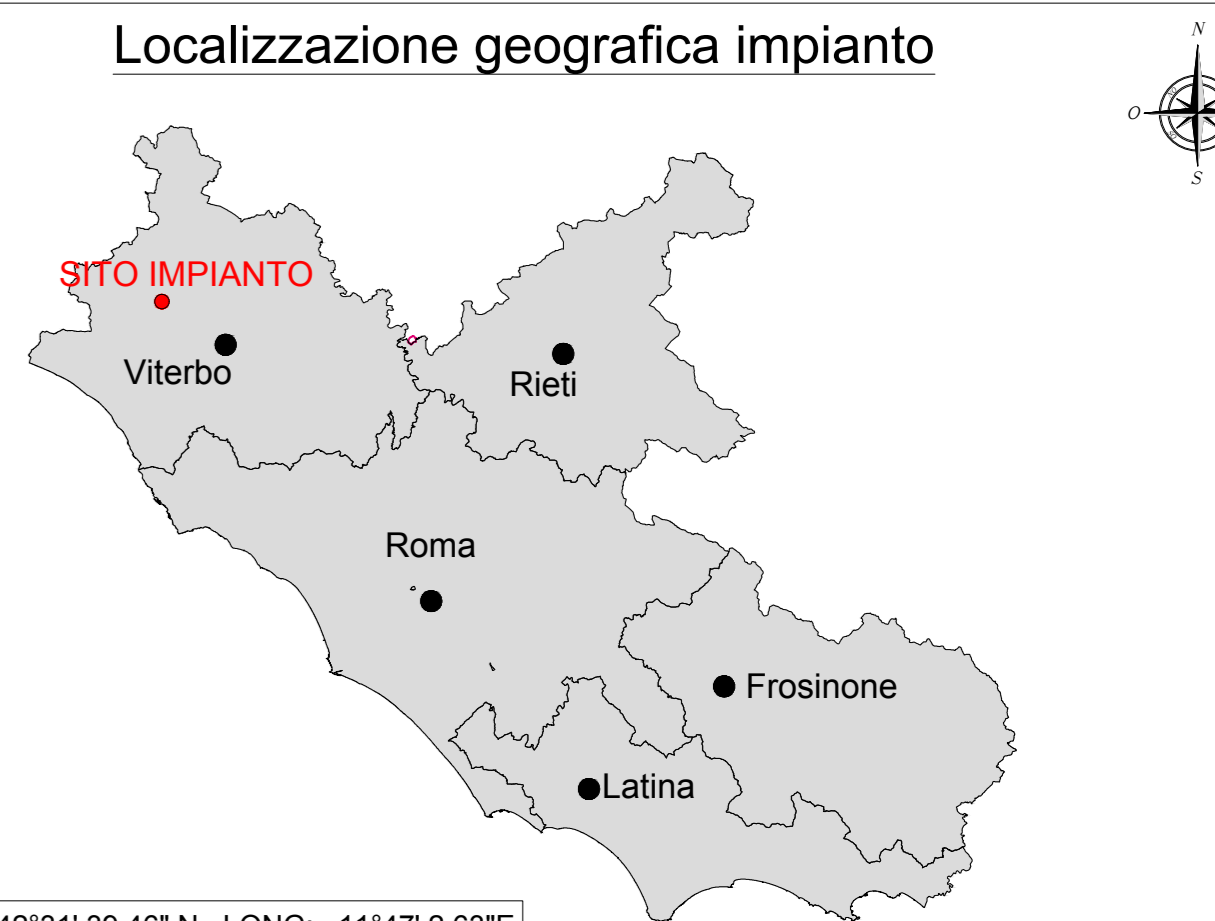 Localizzazione geografica impianto
N
O
S
SITO IMPIANTO
Viterbo
Rieti
Roma
Frosinone
Latina
LONG: 11°47'